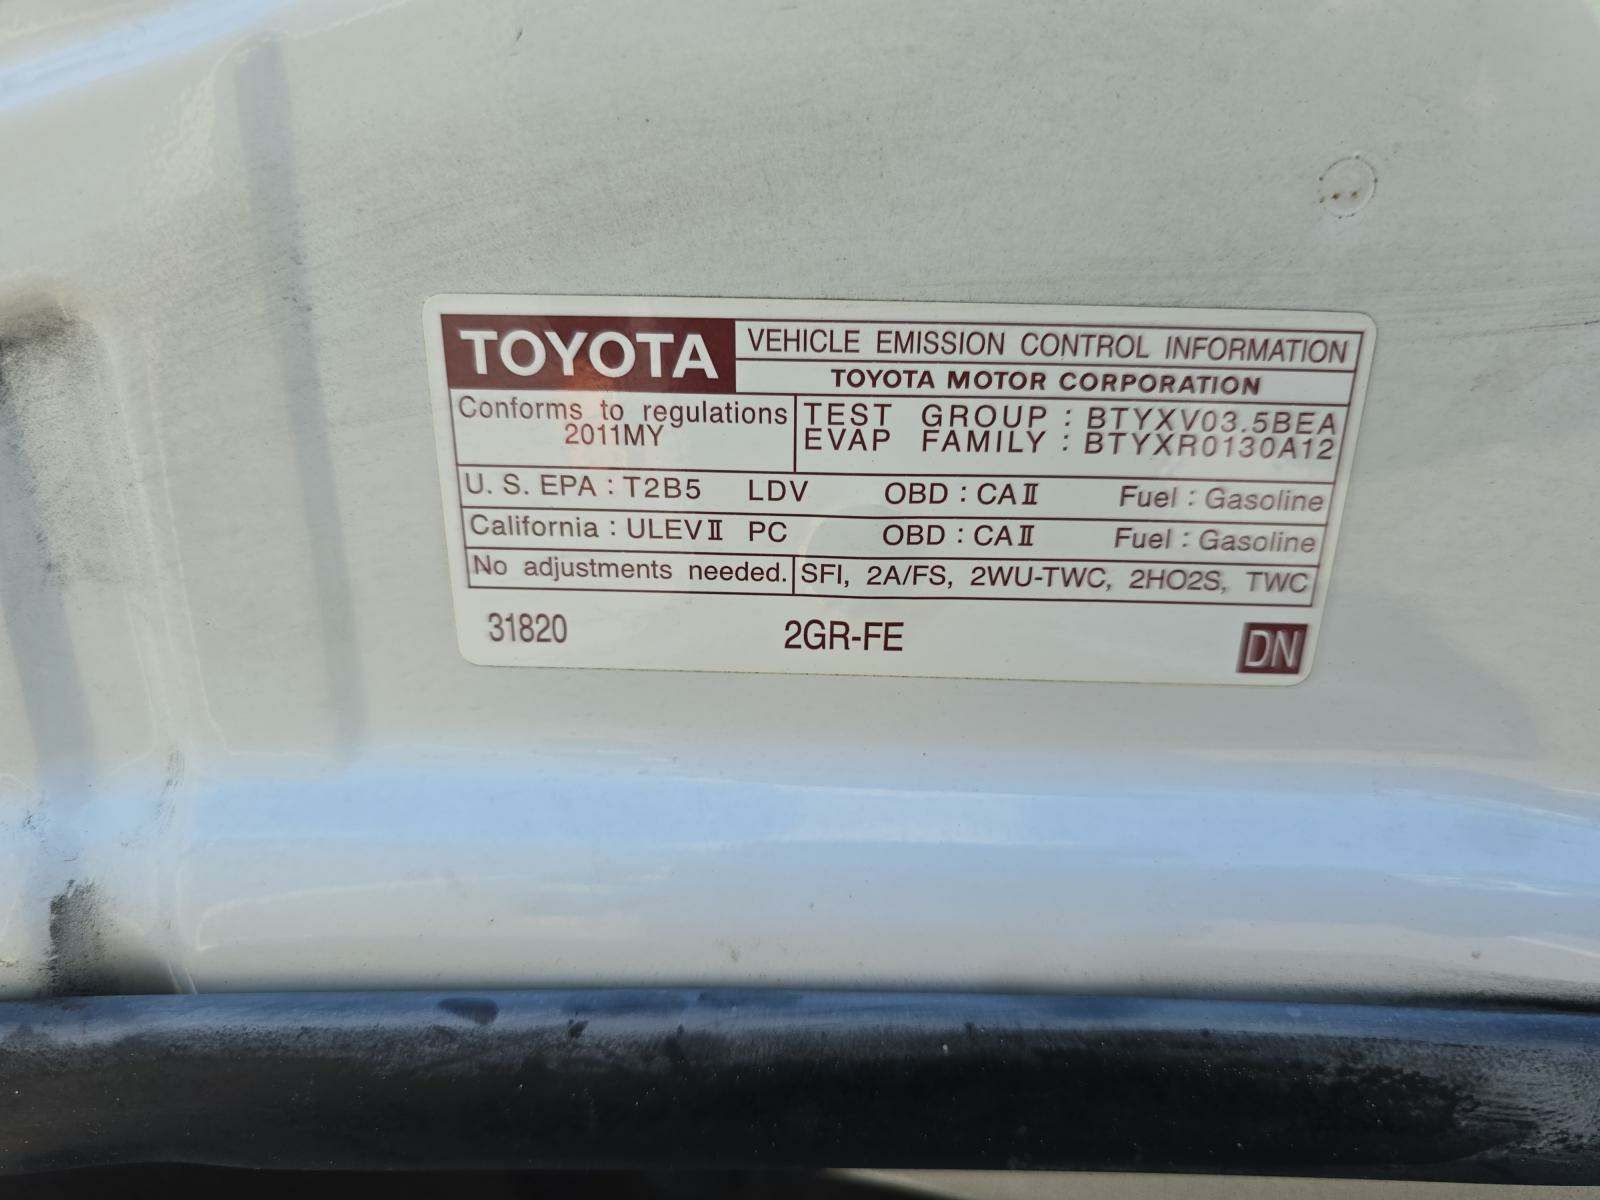 TOYOTA
VEHICLE EMISSION CONTROL INFORMATION
TOYOTA MOTOR CORPORATION
Conforms to regulations
2011MY
TEST GROUP : BTYXV03.5BEA
EVAP FAMILY : BTYXR0130A12
U. S. EPA : T2B5 LDV OBD : CAⅡ Fuel : Gasoline
California : ULEVⅡ PC OBD : CAⅡ Fuel : Gasoline
No adjustments needed. SFI, 2A/FS, 2WU-TWC, 2HO2S, TWC
31820 2GR-FE DN